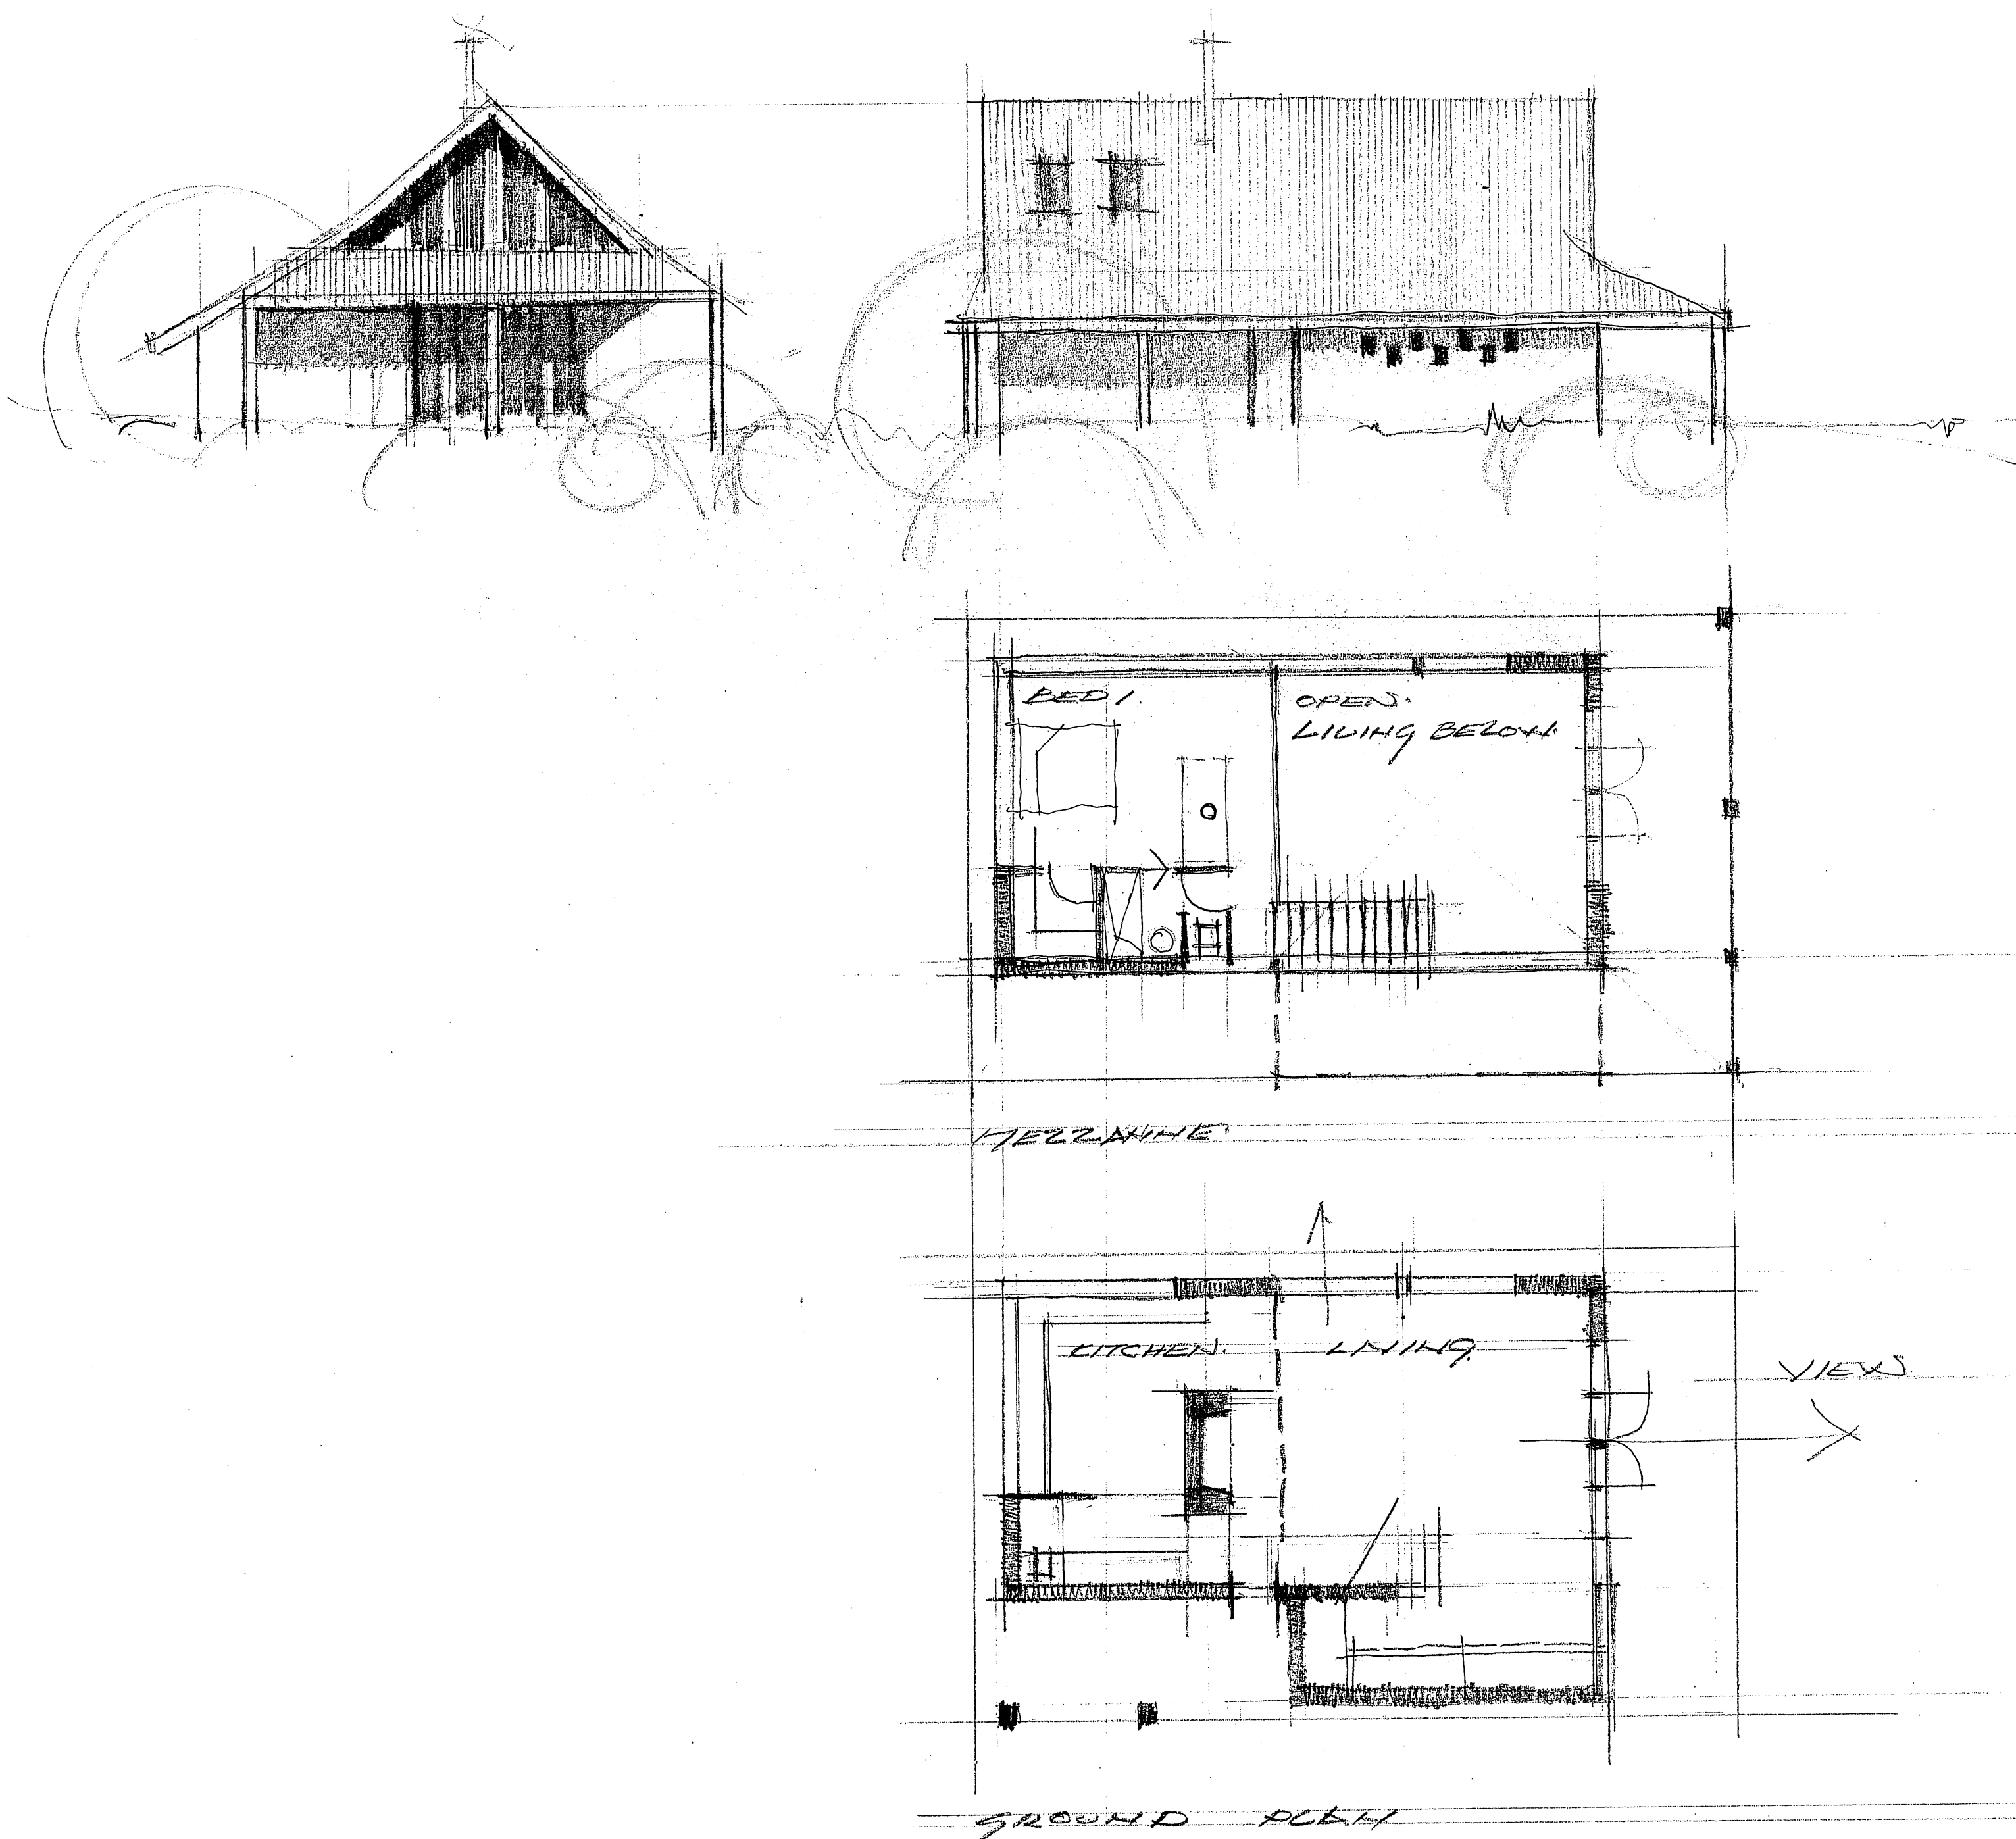 BED 1.
OPEN.
LIVING BELOW.
MEZZANINE.
KITCHEN.
LIVING.
VIEWS
GROUND PLAN